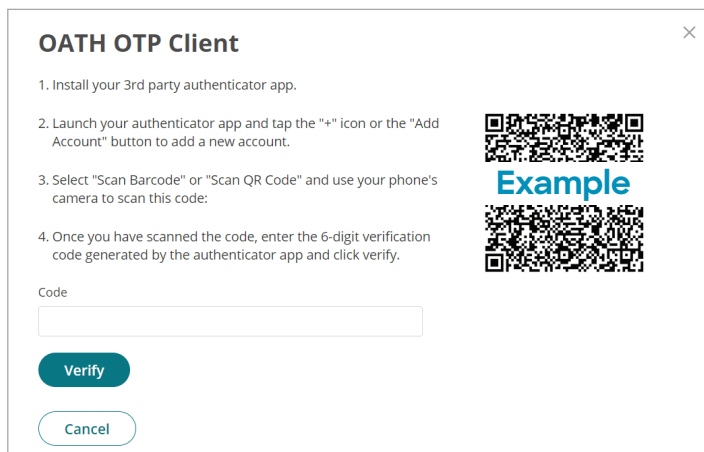 OATH OTP Client
1. Install your 3rd party authenticator app.
2. Launch your authenticator app and tap the "+" icon or the "Add
Account" button to add a new account.
3. Select "Scan Barcode" or "Scan QR Code" and use your phone's
camera to scan this code:
Example
4. Once you have scanned the code, enter the 6-digit verification
code generated by the authenticator app and click verify.
Code
Verify
Cancel